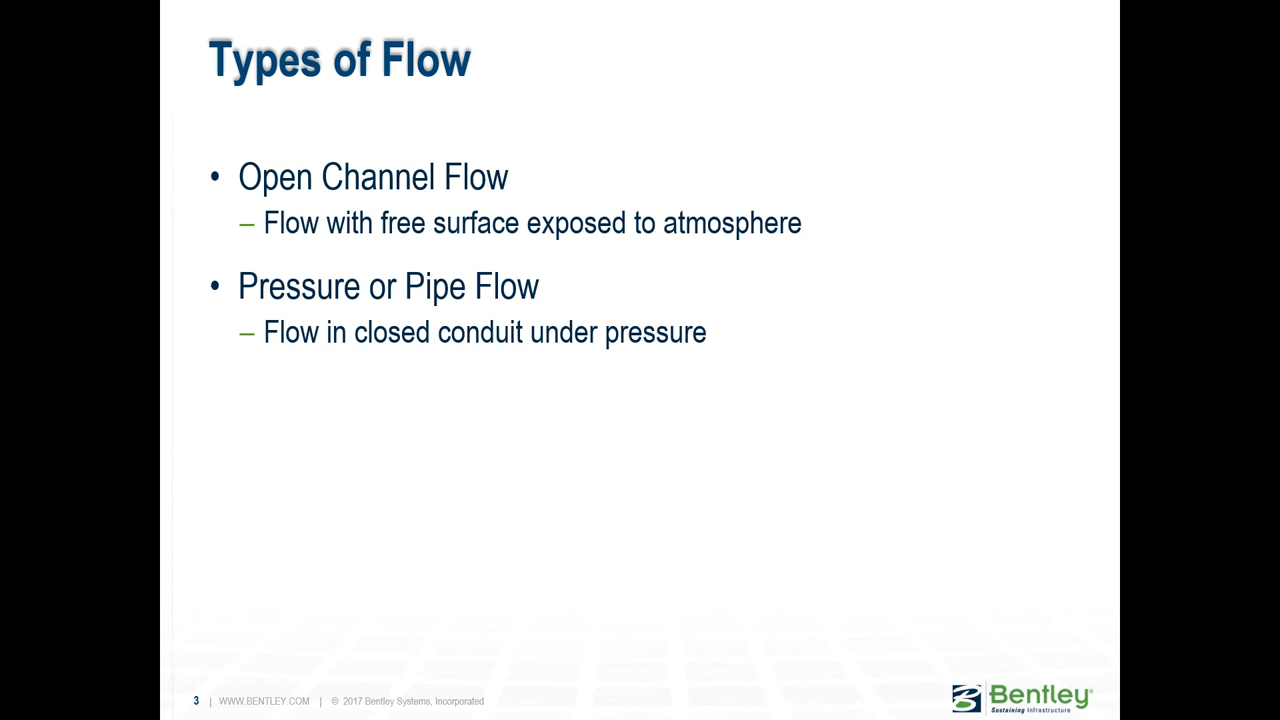 Types of Flow
• Open Channel Flow
– Flow with free surface exposed to atmosphere
• Pressure or Pipe Flow
– Flow in closed conduit under pressure
3 | WWW.BENTLEY.COM | © 2017 Bentley Systems, Incorporated
Bentley®
Sustaining Infrastructure